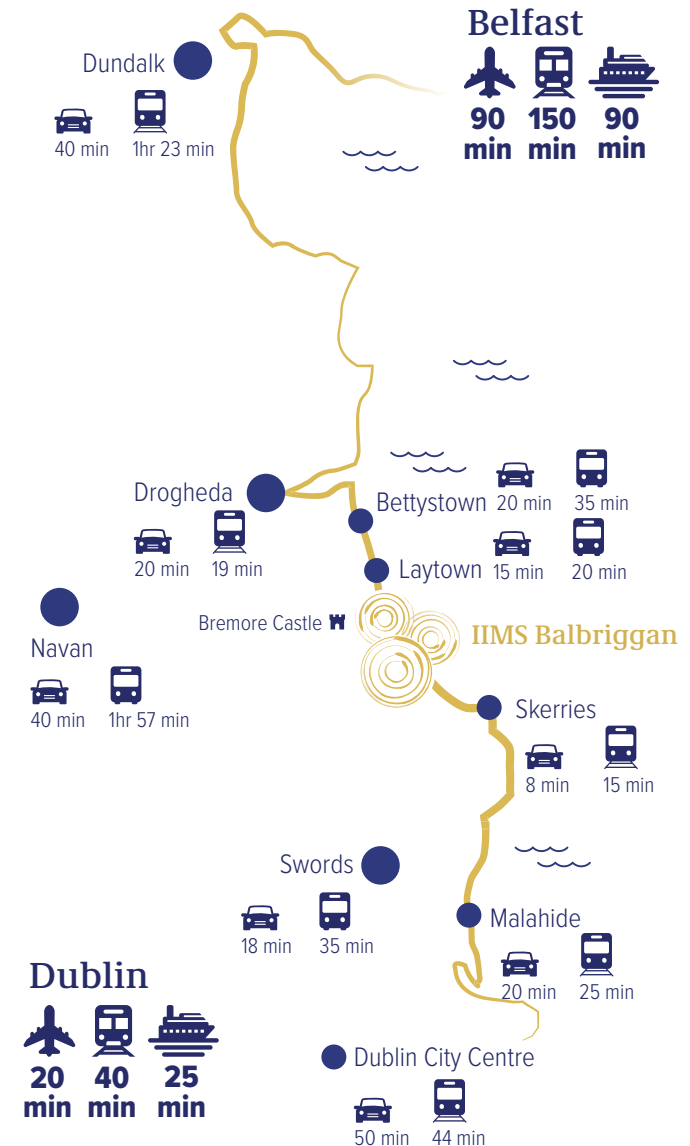 Belfast
90 min
150 min
90 min
Dundalk
40 min
1hr 23 min
Drogheda
20 min
19 min
Bettystown
20 min
35 min
Laytown
15 min
20 min
Bremore Castle
IIMS Balbriggan
Navan
40 min
1hr 57 min
Skerries
8 min
15 min
Swords
18 min
35 min
Malahide
20 min
25 min
Dublin
20 min
40 min
25 min
Dublin City Centre
50 min
44 min